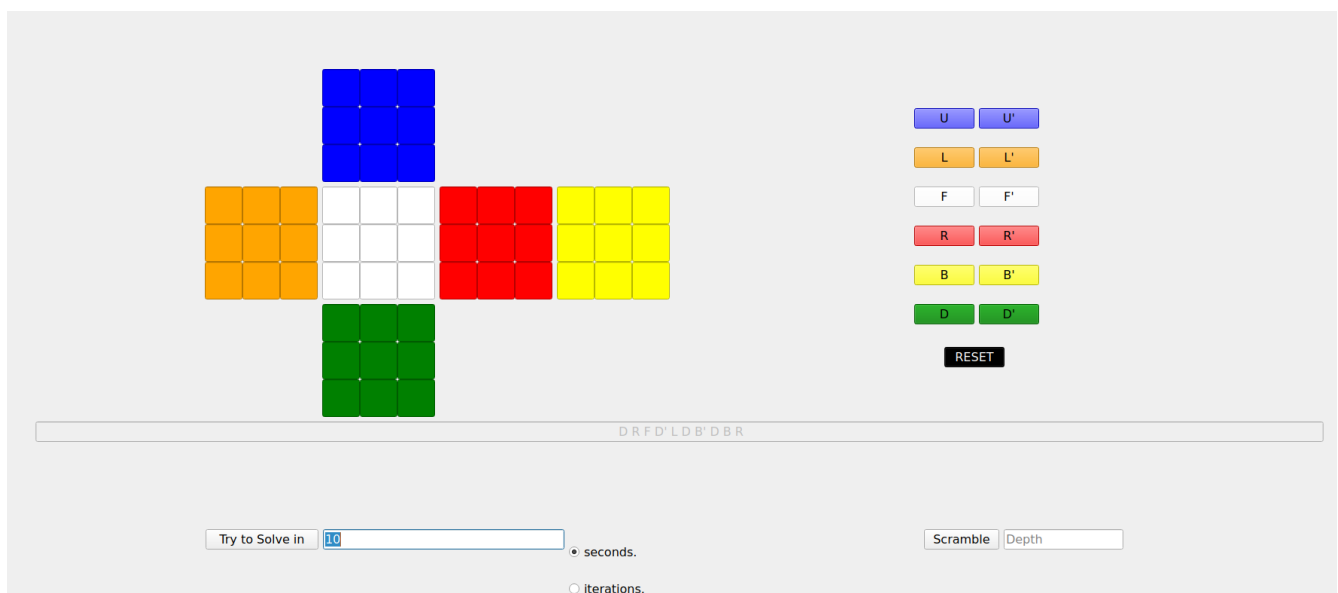 U U'
L L'
F F'
R R'
B B'
D D'
RESET
D R F D' L D B' D B R
Try to Solve in 10 seconds.
Scramble Depth
iterations.